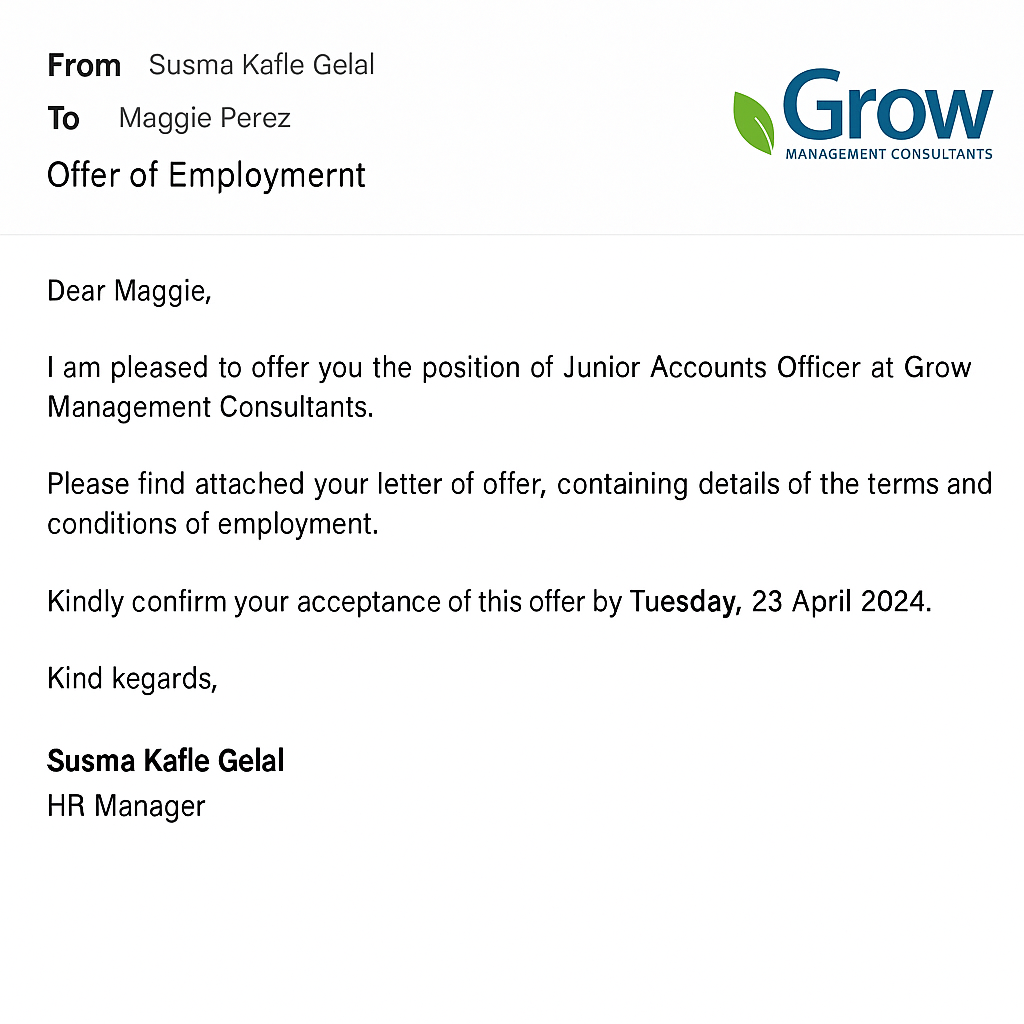 From Susma Kafle Gelal
To Maggie Perez
Offer of Employmernt
Grow
MANAGEMENT CONSULTANTS
Dear Maggie,
I am pleased to offer you the position of Junior Accounts Officer at Grow
Management Consultants.
Please find attached your letter of offer, containing details of the terms and
conditions of employment.
Kindly confirm your acceptance of this offer by Tuesday, 23 April 2024.
Kind kegards,
Susma Kafle Gelal
HR Manager